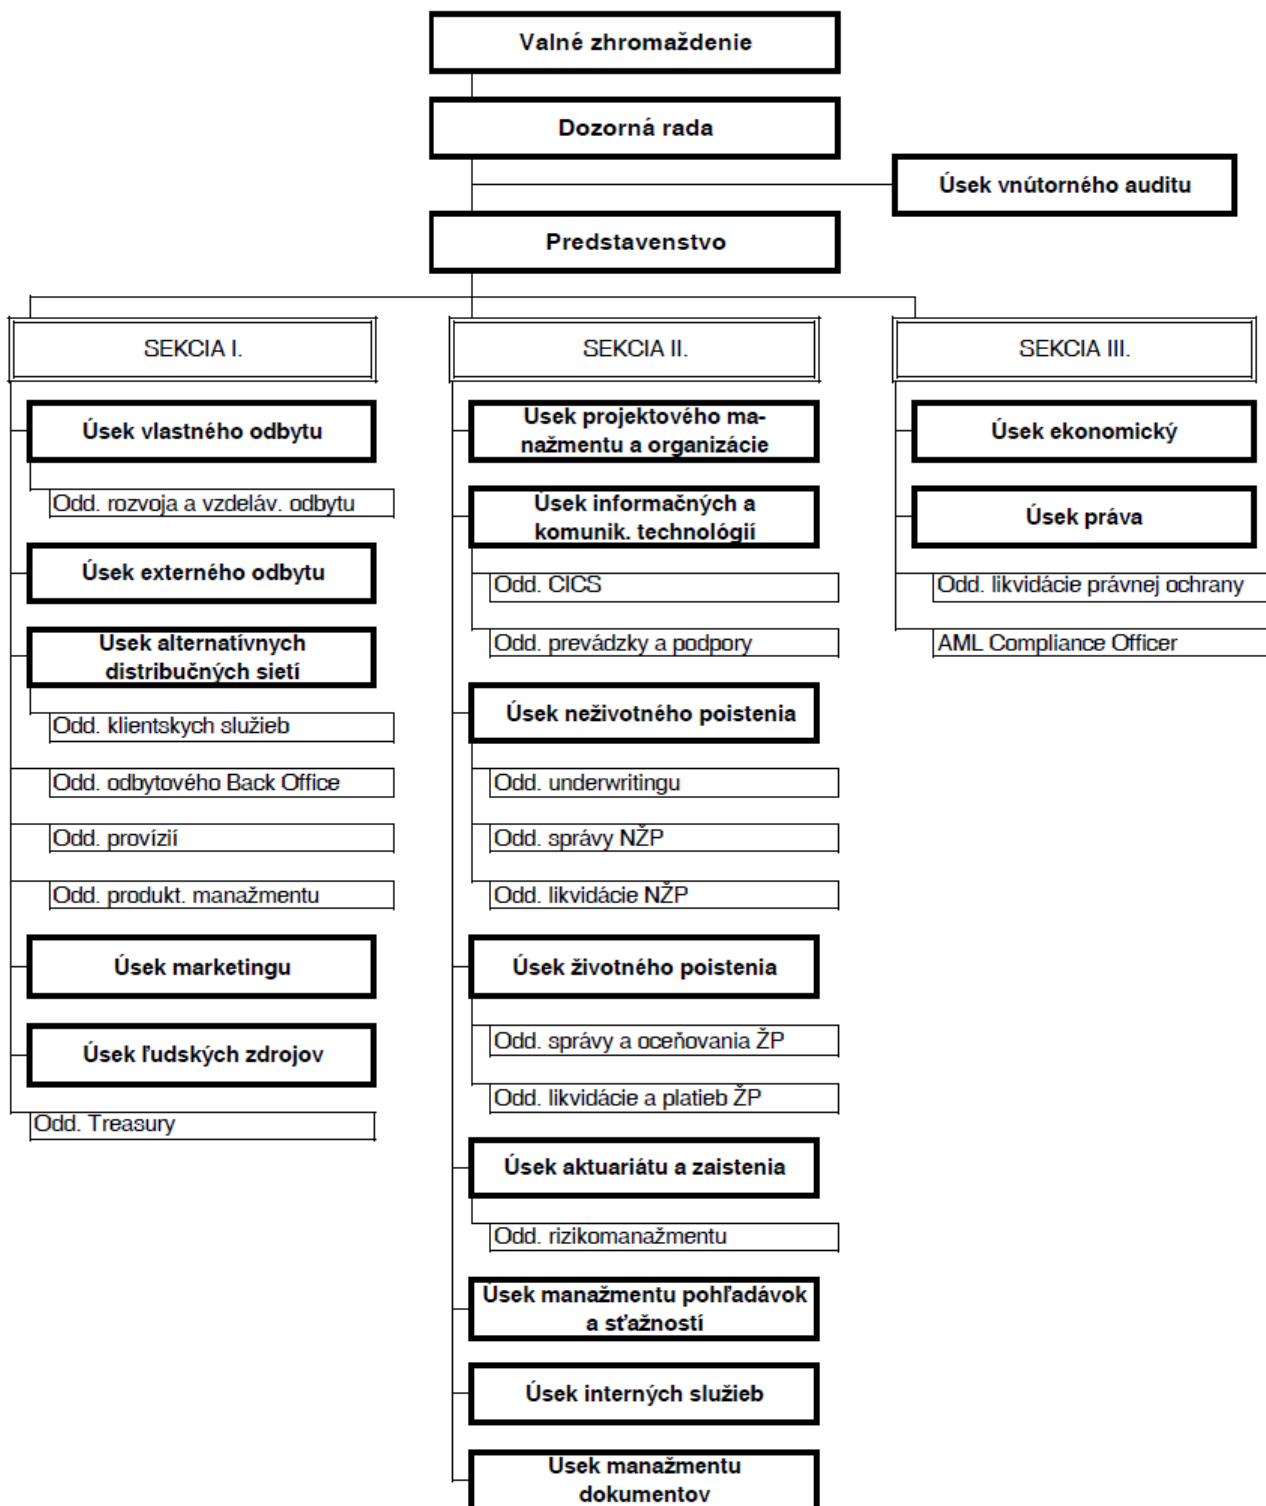 Valné zhromaždenie
Dozorná rada
Úsek vnútorného auditu
Predstavenstvo
SEKCIA I.
Úsek vlastného odbytu
Odd. rozvoja a vzdeláv. odbytu
Úsek externého odbytu
Úsek alternatívnych
distribučných sietí
Odd. klientskych služieb
Odd. odbytového Back Office
Odd. provízií
Odd. produkt. manažmentu
Úsek marketingu
Úsek ľudských zdrojov
Odd. Treasury
SEKCIA II.
Úsek projektového ma-
nažmentu a organizácie
Úsek informačných a
komunik. technológií
Odd. CICS
Odd. prevádzky a podpory
Úsek neživotného poistenia
Odd. underwritingu
Odd. správy NŽP
Odd. likvidácie NŽP
Úsek životného poistenia
Odd. správy a oceňovania ŽP
Odd. likvidácie a platieb ŽP
Úsek aktuariátu a zaistenia
Odd. rizikomanažmentu
Úsek manažmentu pohľadávok
a sťažností
Úsek interných služieb
Úsek manažmentu
dokumentov
SEKCIA III.
Úsek ekonomický
Úsek práva
Odd. likvidácie právnej ochrany
AML Compliance Officer